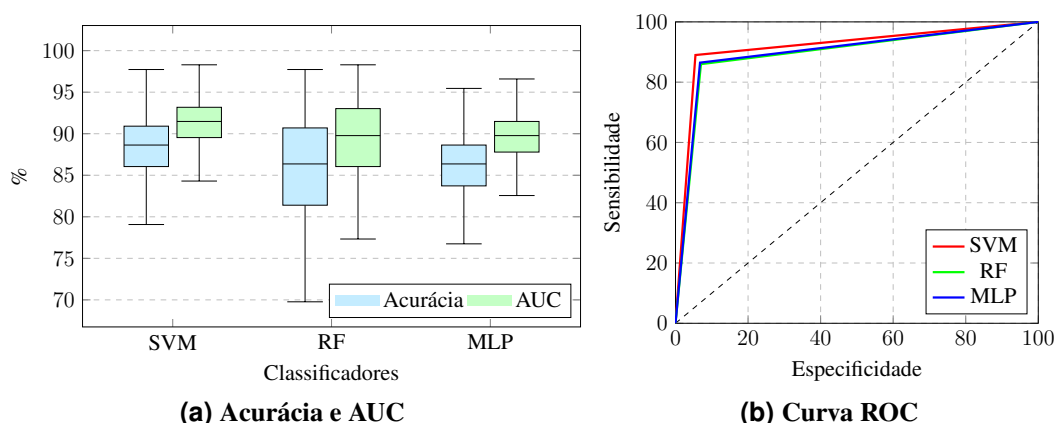 100
95
90
85
80
75
70
%
Acurácia
AUC
SVM
RF
MLP
Classificadores
(a) Acurácia e AUC
100
80
60
40
20
0
Sensibilidade
SVM
RF
MLP
0
20
40
60
80
100
Especificidade
(b) Curva ROC